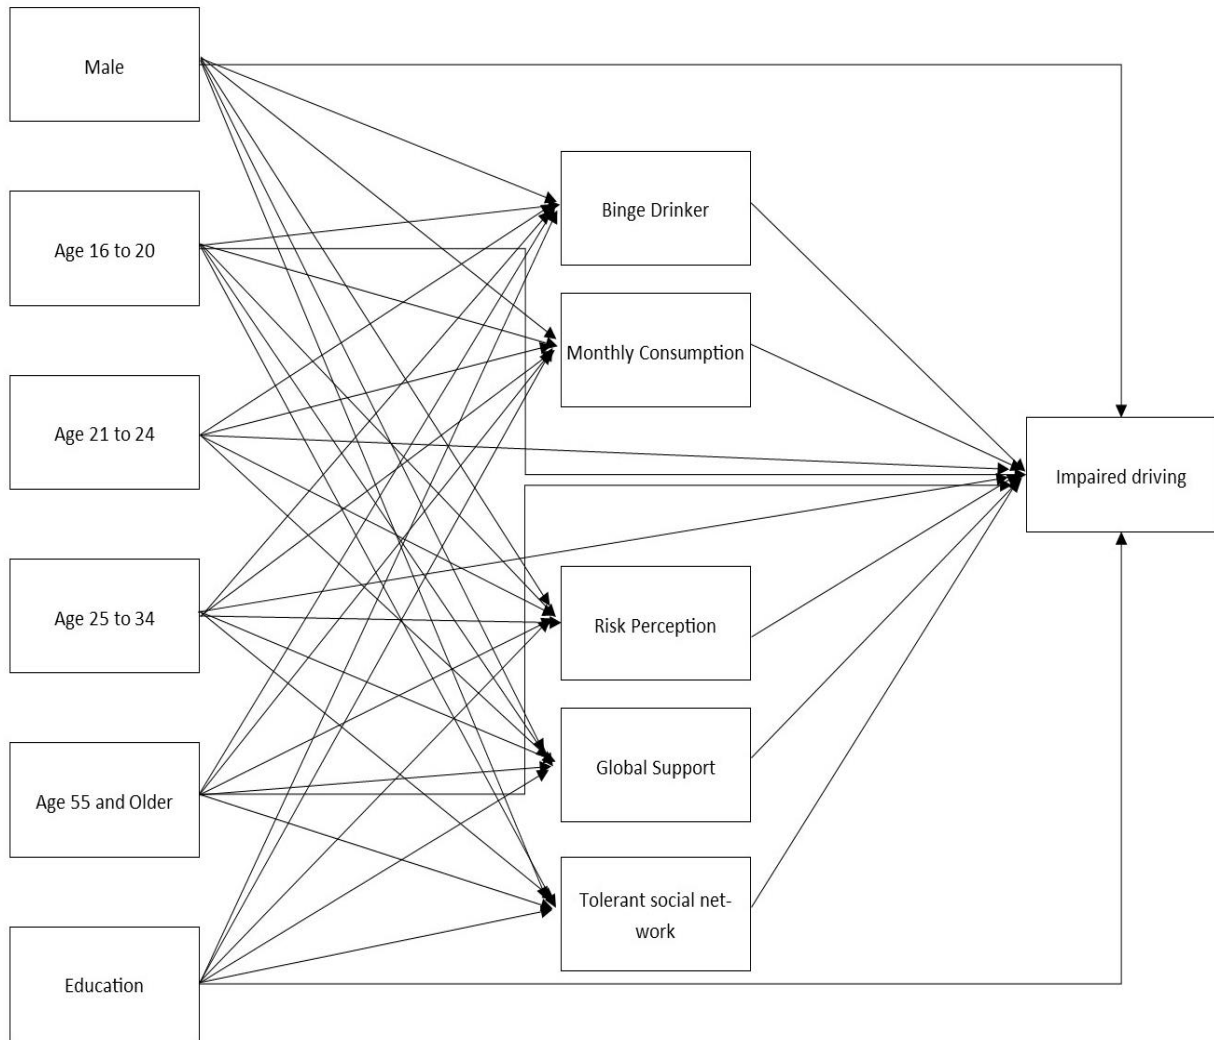 Male
Age 16 to 20
Age 21 to 24
Age 25 to 34
Age 55 and Older
Education
Binge Drinker
Monthly Consumption
Risk Perception
Global Support
Tolerant social net-
work
Impaired driving